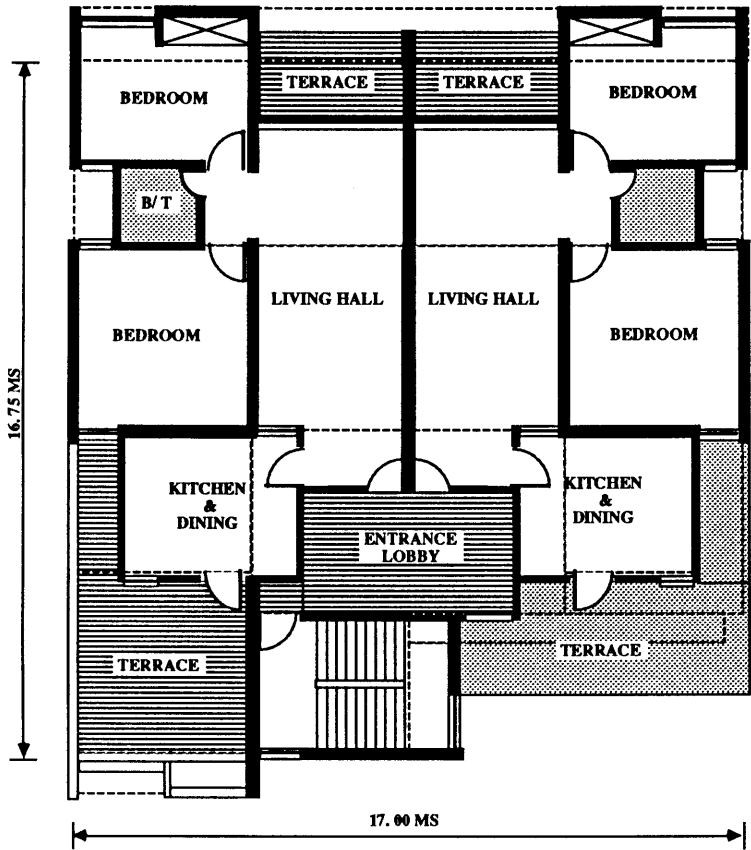 TERRACE
TERRACE
BEDROOM
BEDROOM
B/T
LIVING HALL
LIVING HALL
BEDROOM
BEDROOM
16.75 MS
KITCHEN
&
DINING
KITCHEN
&
DINING
ENTRANCE
LOBBY
TERRACE
TERRACE
17.00 MS